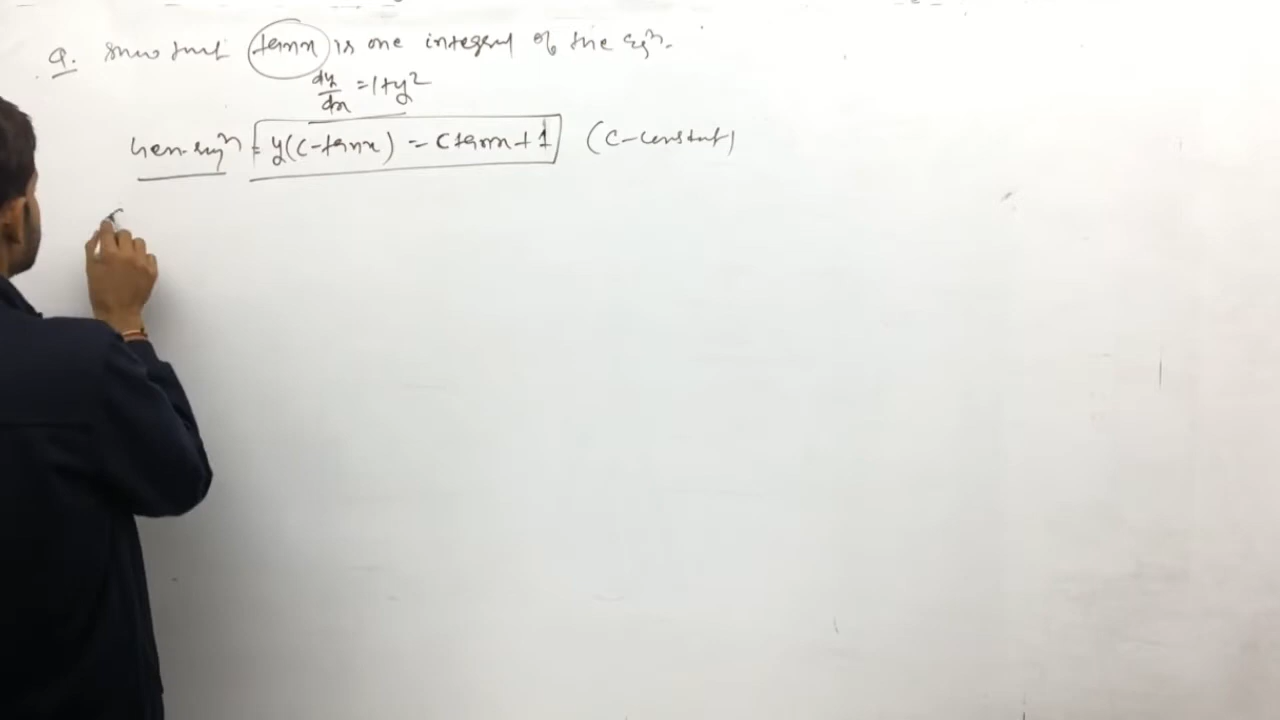 Q. Show that tanx is one integral of the eqn.
dy/dx = 1+y²
Gen. eqn = y(C-tanx) = C tanx + 1 (C-constant)